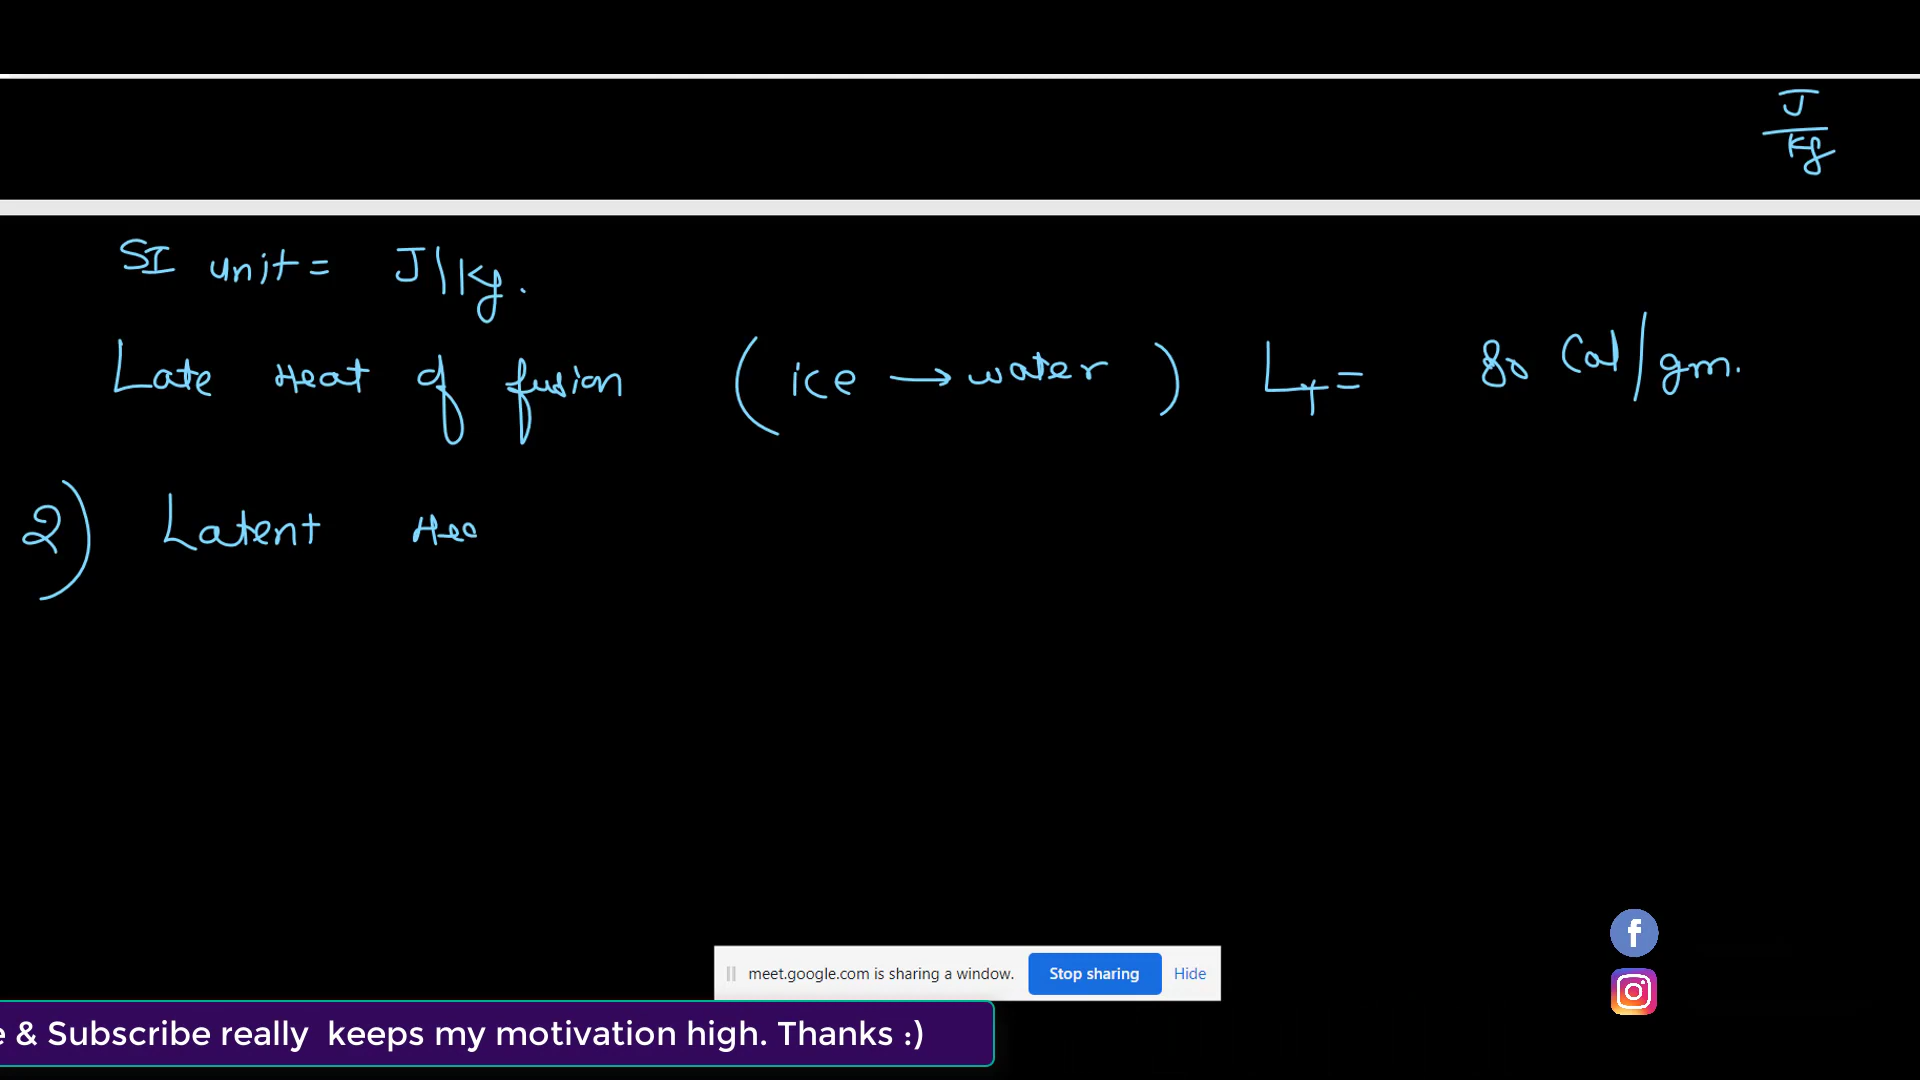 J
kg
SI unit = J\kg.
Late Heat of fusion (ice → water) Lf = 80 Cal/gm.
2) Latent Hea
meet.google.com is sharing a window. Stop sharing Hide
& Subscribe really keeps my motivation high. Thanks :)